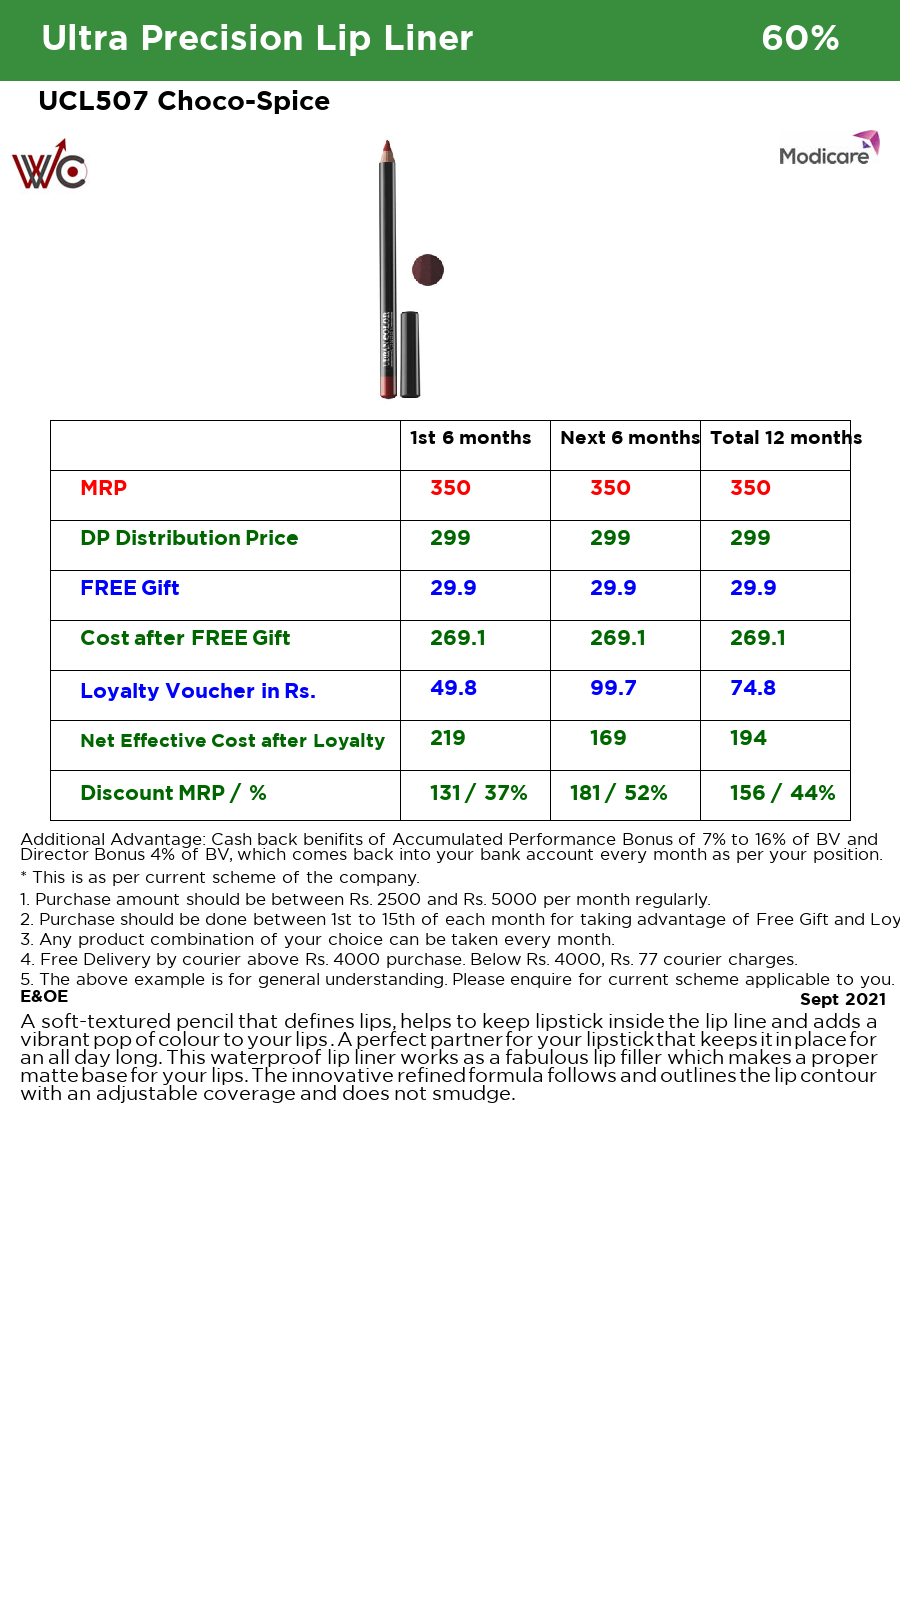 Ultra Precision Lip Liner 60%
UCL507 Choco-Spice
WC
Modicare
URBAN COLOR
1st 6 months Next 6 months Total 12 months
MRP 350 350 350
DP Distribution Price 299 299 299
FREE Gift 29.9 29.9 29.9
Cost after FREE Gift 269.1 269.1 269.1
Loyalty Voucher in Rs. 49.8 99.7 74.8
Net Effective Cost after Loyalty 219 169 194
Discount MRP / % 131 / 37% 181 / 52% 156 / 44%
Additional Advantage: Cash back benifits of Accumulated Performance Bonus of 7% to 16% of BV and
Director Bonus 4% of BV, which comes back into your bank account every month as per your position.
* This is as per current scheme of the company.
1. Purchase amount should be between Rs. 2500 and Rs. 5000 per month regularly.
2. Purchase should be done between 1st to 15th of each month for taking advantage of Free Gift and Loy
3. Any product combination of your choice can be taken every month.
4. Free Delivery by courier above Rs. 4000 purchase. Below Rs. 4000, Rs. 77 courier charges.
5. The above example is for general understanding. Please enquire for current scheme applicable to you.
E&OE Sept 2021
A soft-textured pencil that defines lips, helps to keep lipstick inside the lip line and adds a
vibrant pop of colour to your lips . A perfect partner for your lipstick that keeps it in place for
an all day long. This waterproof lip liner works as a fabulous lip filler which makes a proper
matte base for your lips. The innovative refined formula follows and outlines the lip contour
with an adjustable coverage and does not smudge.